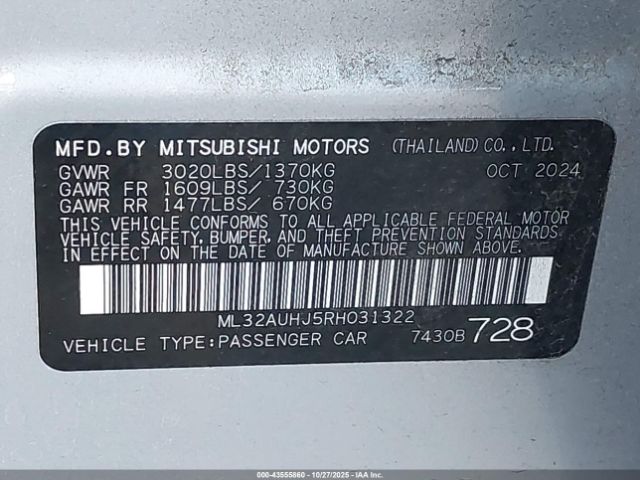 MFD.BY MITSUBISHI MOTORS (THAILAND)CO.,LTD.
GVWR 3020LBS/1370KG OCT 2024
GAWR FR 1609LBS/ 730KG
GAWR RR 1477LBS/ 670KG
THIS VEHICLE CONFORMS TO ALL APPLICABLE FEDERAL MOTOR
VEHICLE SAFETY, BUMPER, AND THEFT PREVENTION STANDARDS
IN EFFECT ON THE DATE OF MANUFACTURE SHOWN ABOVE.
ML32AUHJ5RH031322
VEHICLE TYPE:PASSENGER CAR 7430B 728
000-43555860 - 10/27/2025 - IAAI.COM